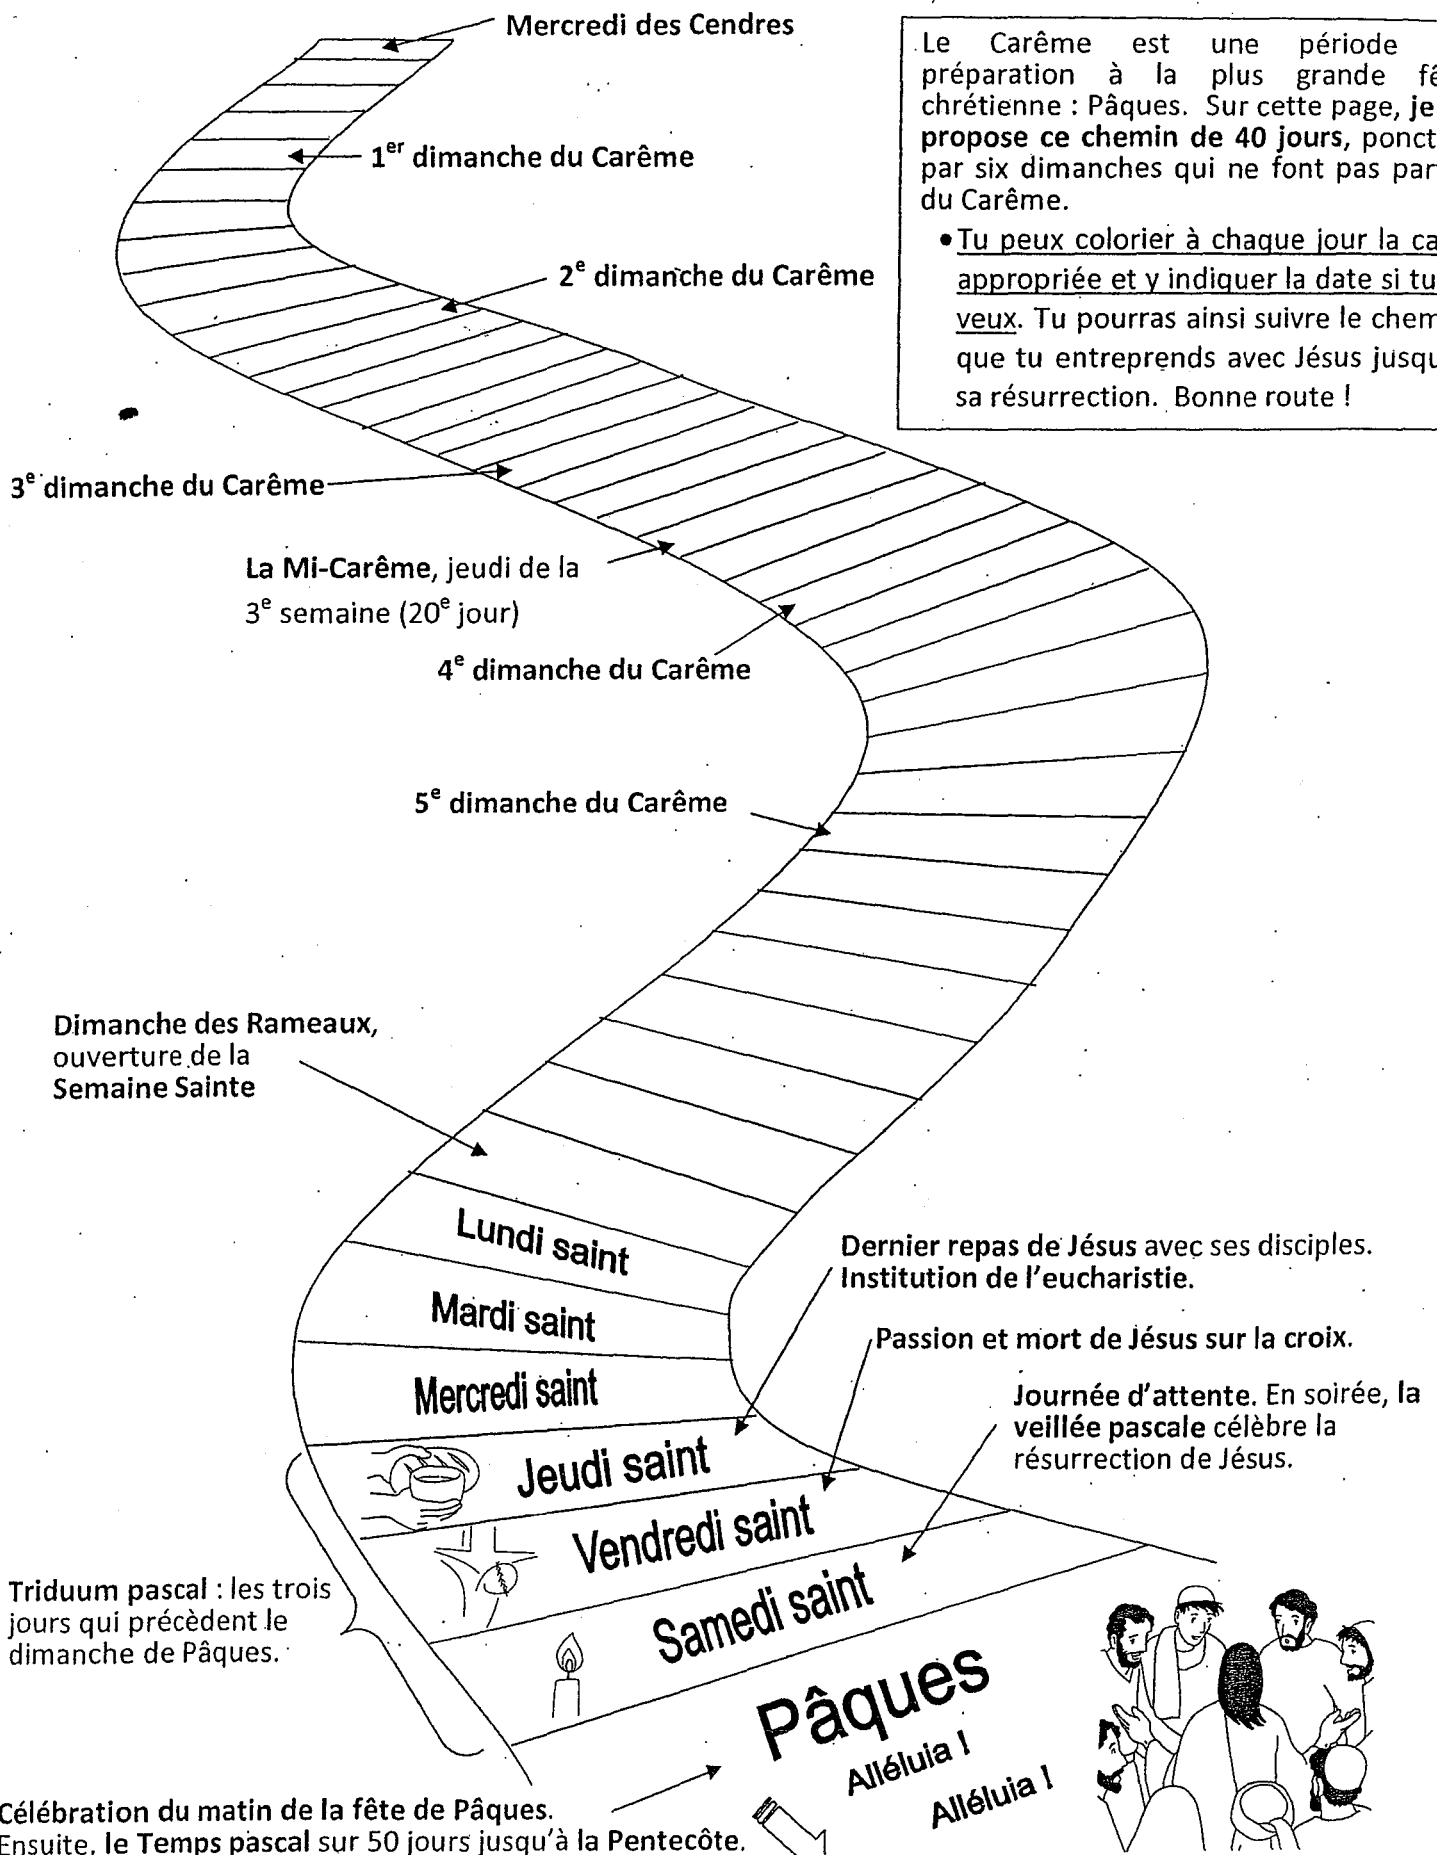 Mercredi des Cendres
Le Carême est une période
préparation à la plus grande
chrétienne : Pâques. Sur cette page, je
propose ce chemin de 40 jours,
par six dimanches qui ne font pas
du Carême.
• Tu peux colorier à chaque jour la
appropriée et y indiquer la date si tu
veux. Tu pourras ainsi suivre le
que tu entreprends avec Jésus
sa résurrection. Bonne route !
1er dimanche du Carême
2e dimanche du Carême
3e dimanche du Carême
La Mi-Carême, jeudi de la
3e semaine (20e jour)
4e dimanche du Carême
5e dimanche du Carême
Dimanche des Rameaux,
ouverture de la
Semaine Sainte
Lundi saint
Mardi saint
Mercredi saint
Dernier repas de Jésus avec ses disciples.
Institution de l'eucharistie.
Passion et mort de Jésus sur la croix.
Journée d'attente. En soirée, la
veillée pascale célèbre la
résurrection de Jésus.
Jeudi saint
Vendredi saint
Samedi saint
Triduum pascal : les trois
jours qui précèdent le
dimanche de Pâques.
Pâques
Alléluia !
Alléluia !
Célébration du matin de la fête de Pâques.
Ensuite, le Temps pascal sur 50 jours jusqu'à la Pentecôte.